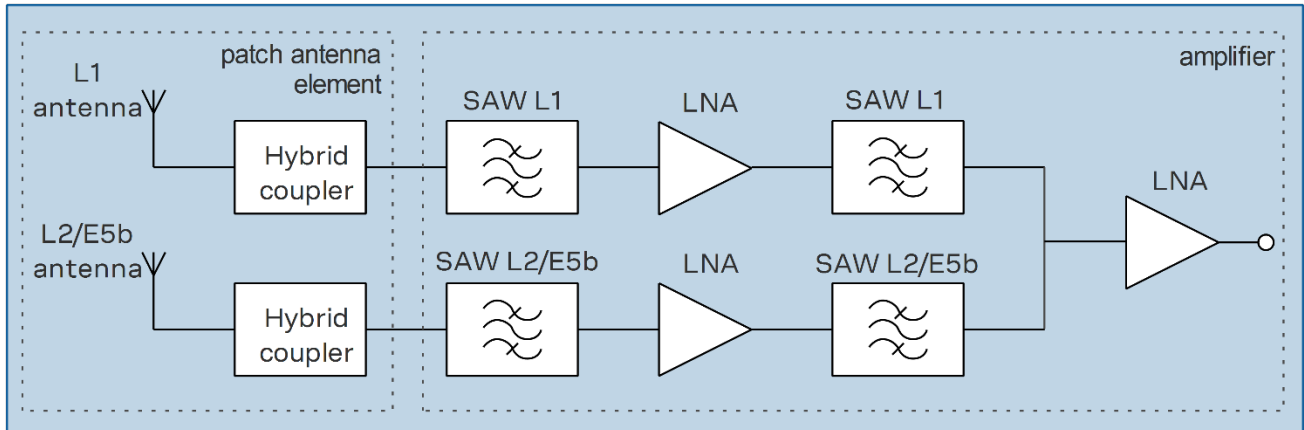 patch antenna
element
amplifier
L1
antenna
SAW L1
LNA
SAW L1
Hybrid
coupler
LNA
L2/E5b
antenna
SAW L2/E5b
LNA
SAW L2/E5b
Hybrid
coupler